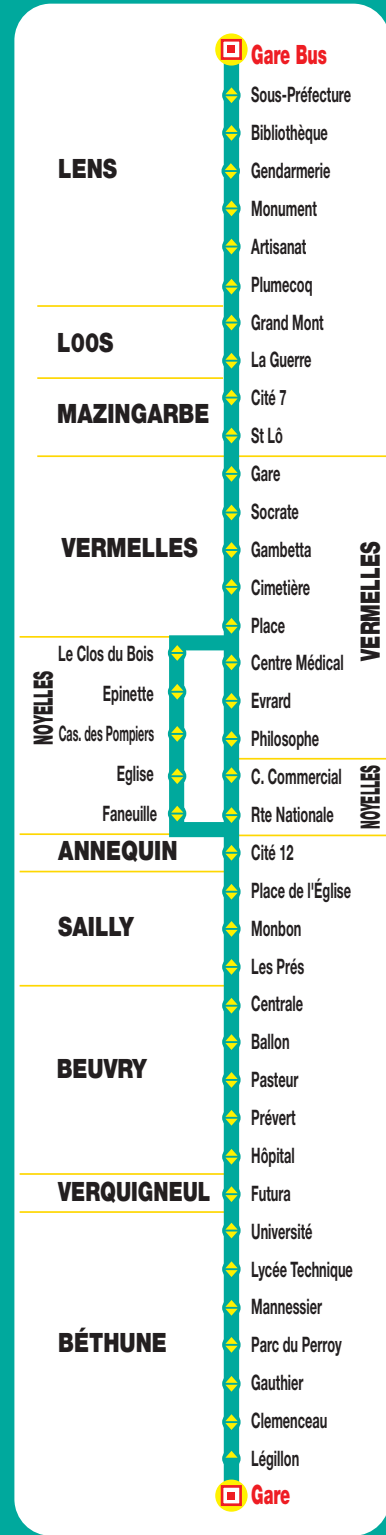 Gare Bus
Sous-Préfecture
Bibliothèque
LENS
Gendarmerie
Monument
Artisanat
Plumecoq
Grand Mont
LOOS
La Guerre
Cité 7
MAZINGARBE
St Lô
Gare
Socrate
VERMELLES
Gambetta
VERMELLES
Cimetière
Place
Le Clos du Bois
Centre Médical
NOYELLES
Epinette
Evrard
Cas. des Pompiers
Philosophe
Eglise
C. Commercial
NOYELLES
Faneuille
Rte Nationale
ANNEQUIN
Cité 12
Place de l'Église
SAILLY
Monbon
Les Prés
Centrale
Ballon
BEUVRY
Pasteur
Prévert
Hôpital
VERQUIGNEUL
Futura
Université
Lycée Technique
Mannessier
BÉTHUNE
Parc du Perroy
Gauthier
Clemenceau
Légillon
Gare